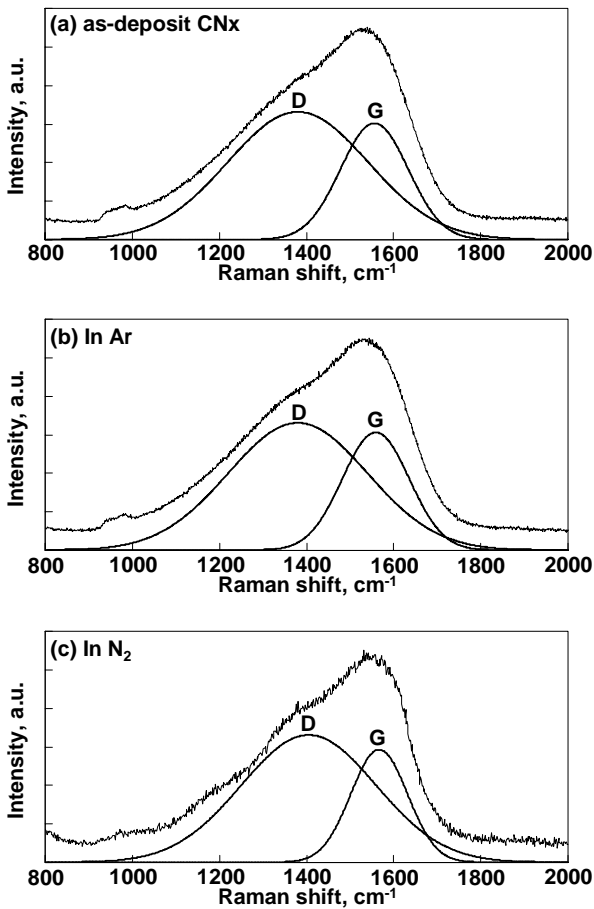 (a) as-deposit CNx
Intensity, a.u.
D
G
800 1000 1200 1400 1600 1800 2000
Raman shift, cm⁻¹
(b) In Ar
Intensity, a.u.
D
G
800 1000 1200 1400 1600 1800 2000
Raman shift, cm⁻¹
(c) In N₂
Intensity, a.u.
D
G
800 1000 1200 1400 1600 1800 2000
Raman shift, cm⁻¹